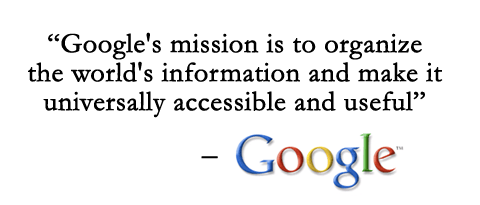 “Google's mission is to organize
the world's information and make it
universally accessible and useful”
– Google™